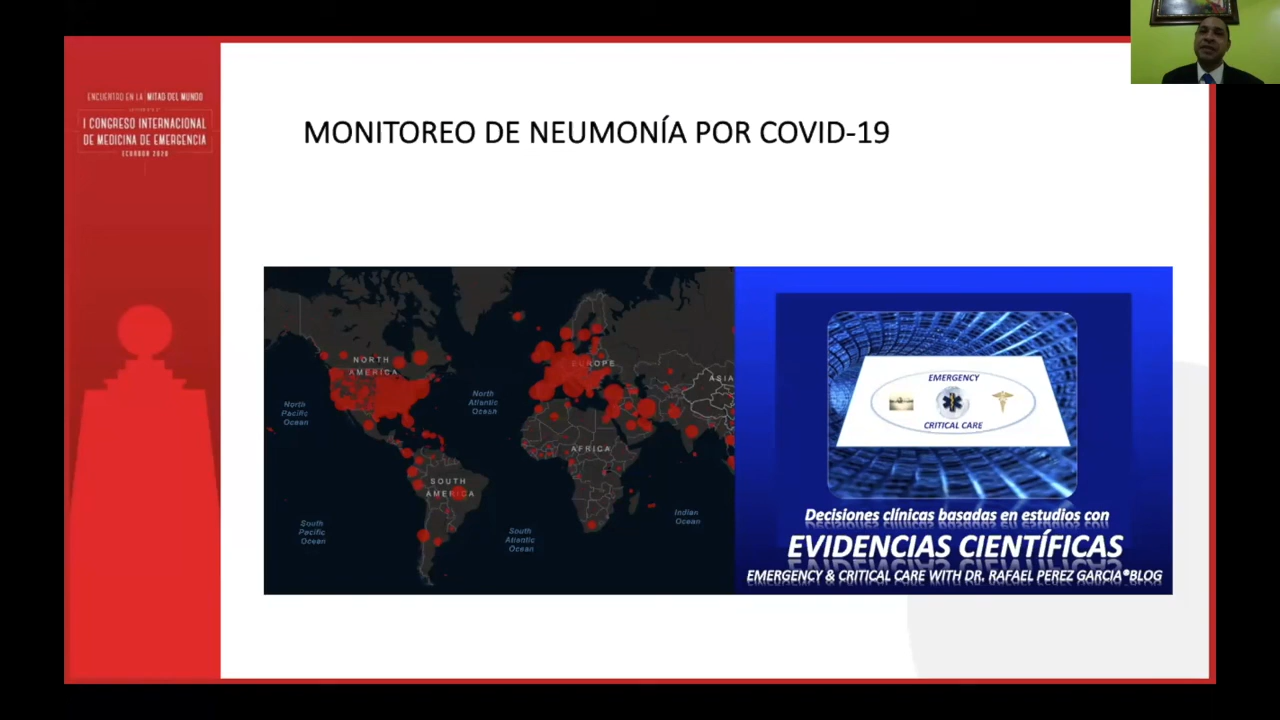 ENCUENTRO EN LA MITAD DEL MUNDO
I CONGRESO INTERNACIONAL
DE MEDICINA DE EMERGENCIA
ECUADOR 2020
MONITOREO DE NEUMONÍA POR COVID-19
NORTH
AMERICA
EUROPE
ASIA
North
Pacific
Ocean
North
Atlantic
Ocean
AFRICA
SOUTH
AMERICA
South
Pacific
Ocean
South
Atlantic
Ocean
Indian
Ocean
EMERGENCY
CRITICAL CARE
Decisiones clínicas basadas en estudios con
EVIDENCIAS CIENTÍFICAS
EMERGENCY & CRITICAL CARE WITH DR. RAFAEL PEREZ GARCIA®BLOG